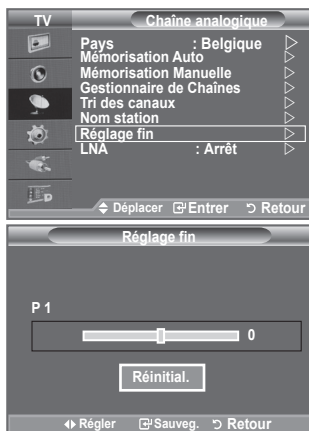 TV
Chaîne analogique
Pays : Belgique
Mémorisation Auto
Mémorisation Manuelle
Gestionnaire de Chaînes
Tri des canaux
Nom station
Réglage fin
LNA : Arrêt
Déplacer Entrer Retour
Réglage fin
P 1
0
Réinitial.
Régler Sauveg. Retour